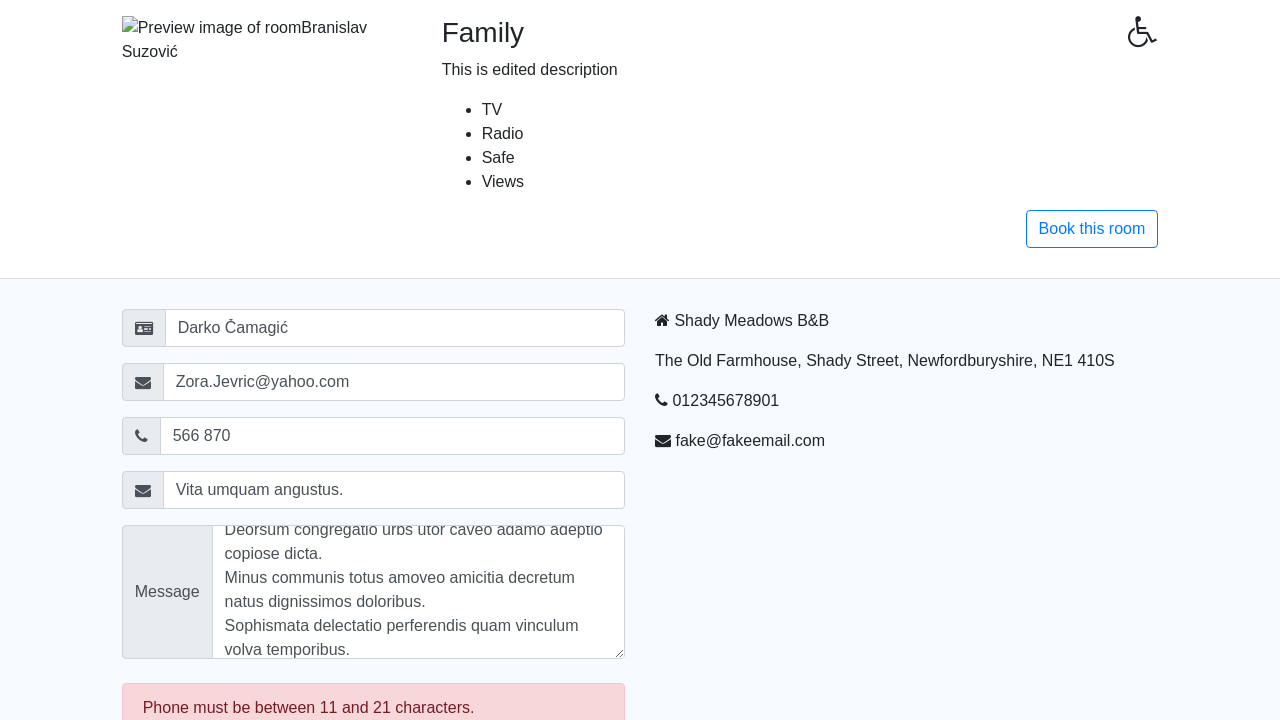 Preview image of roomBranislav
Suzović
Family
This is edited description
TV
Radio
Safe
Views
Book this room
Darko Čamagić
Zora.Jevric@yahoo.com
566 870
Vita umquam angustus.
Message
Deorsum congregatio urbs utor caveo adamo adeptio
copiose dicta.
Minus communis totus amoveo amicitia decretum
natus dignissimos doloribus.
Sophismata delectatio perferendis quam vinculum
volva temporibus.
Phone must be between 11 and 21 characters.
Shady Meadows B&B
The Old Farmhouse, Shady Street, Newfordburyshire, NE1 410S
012345678901
fake@fakeemail.com